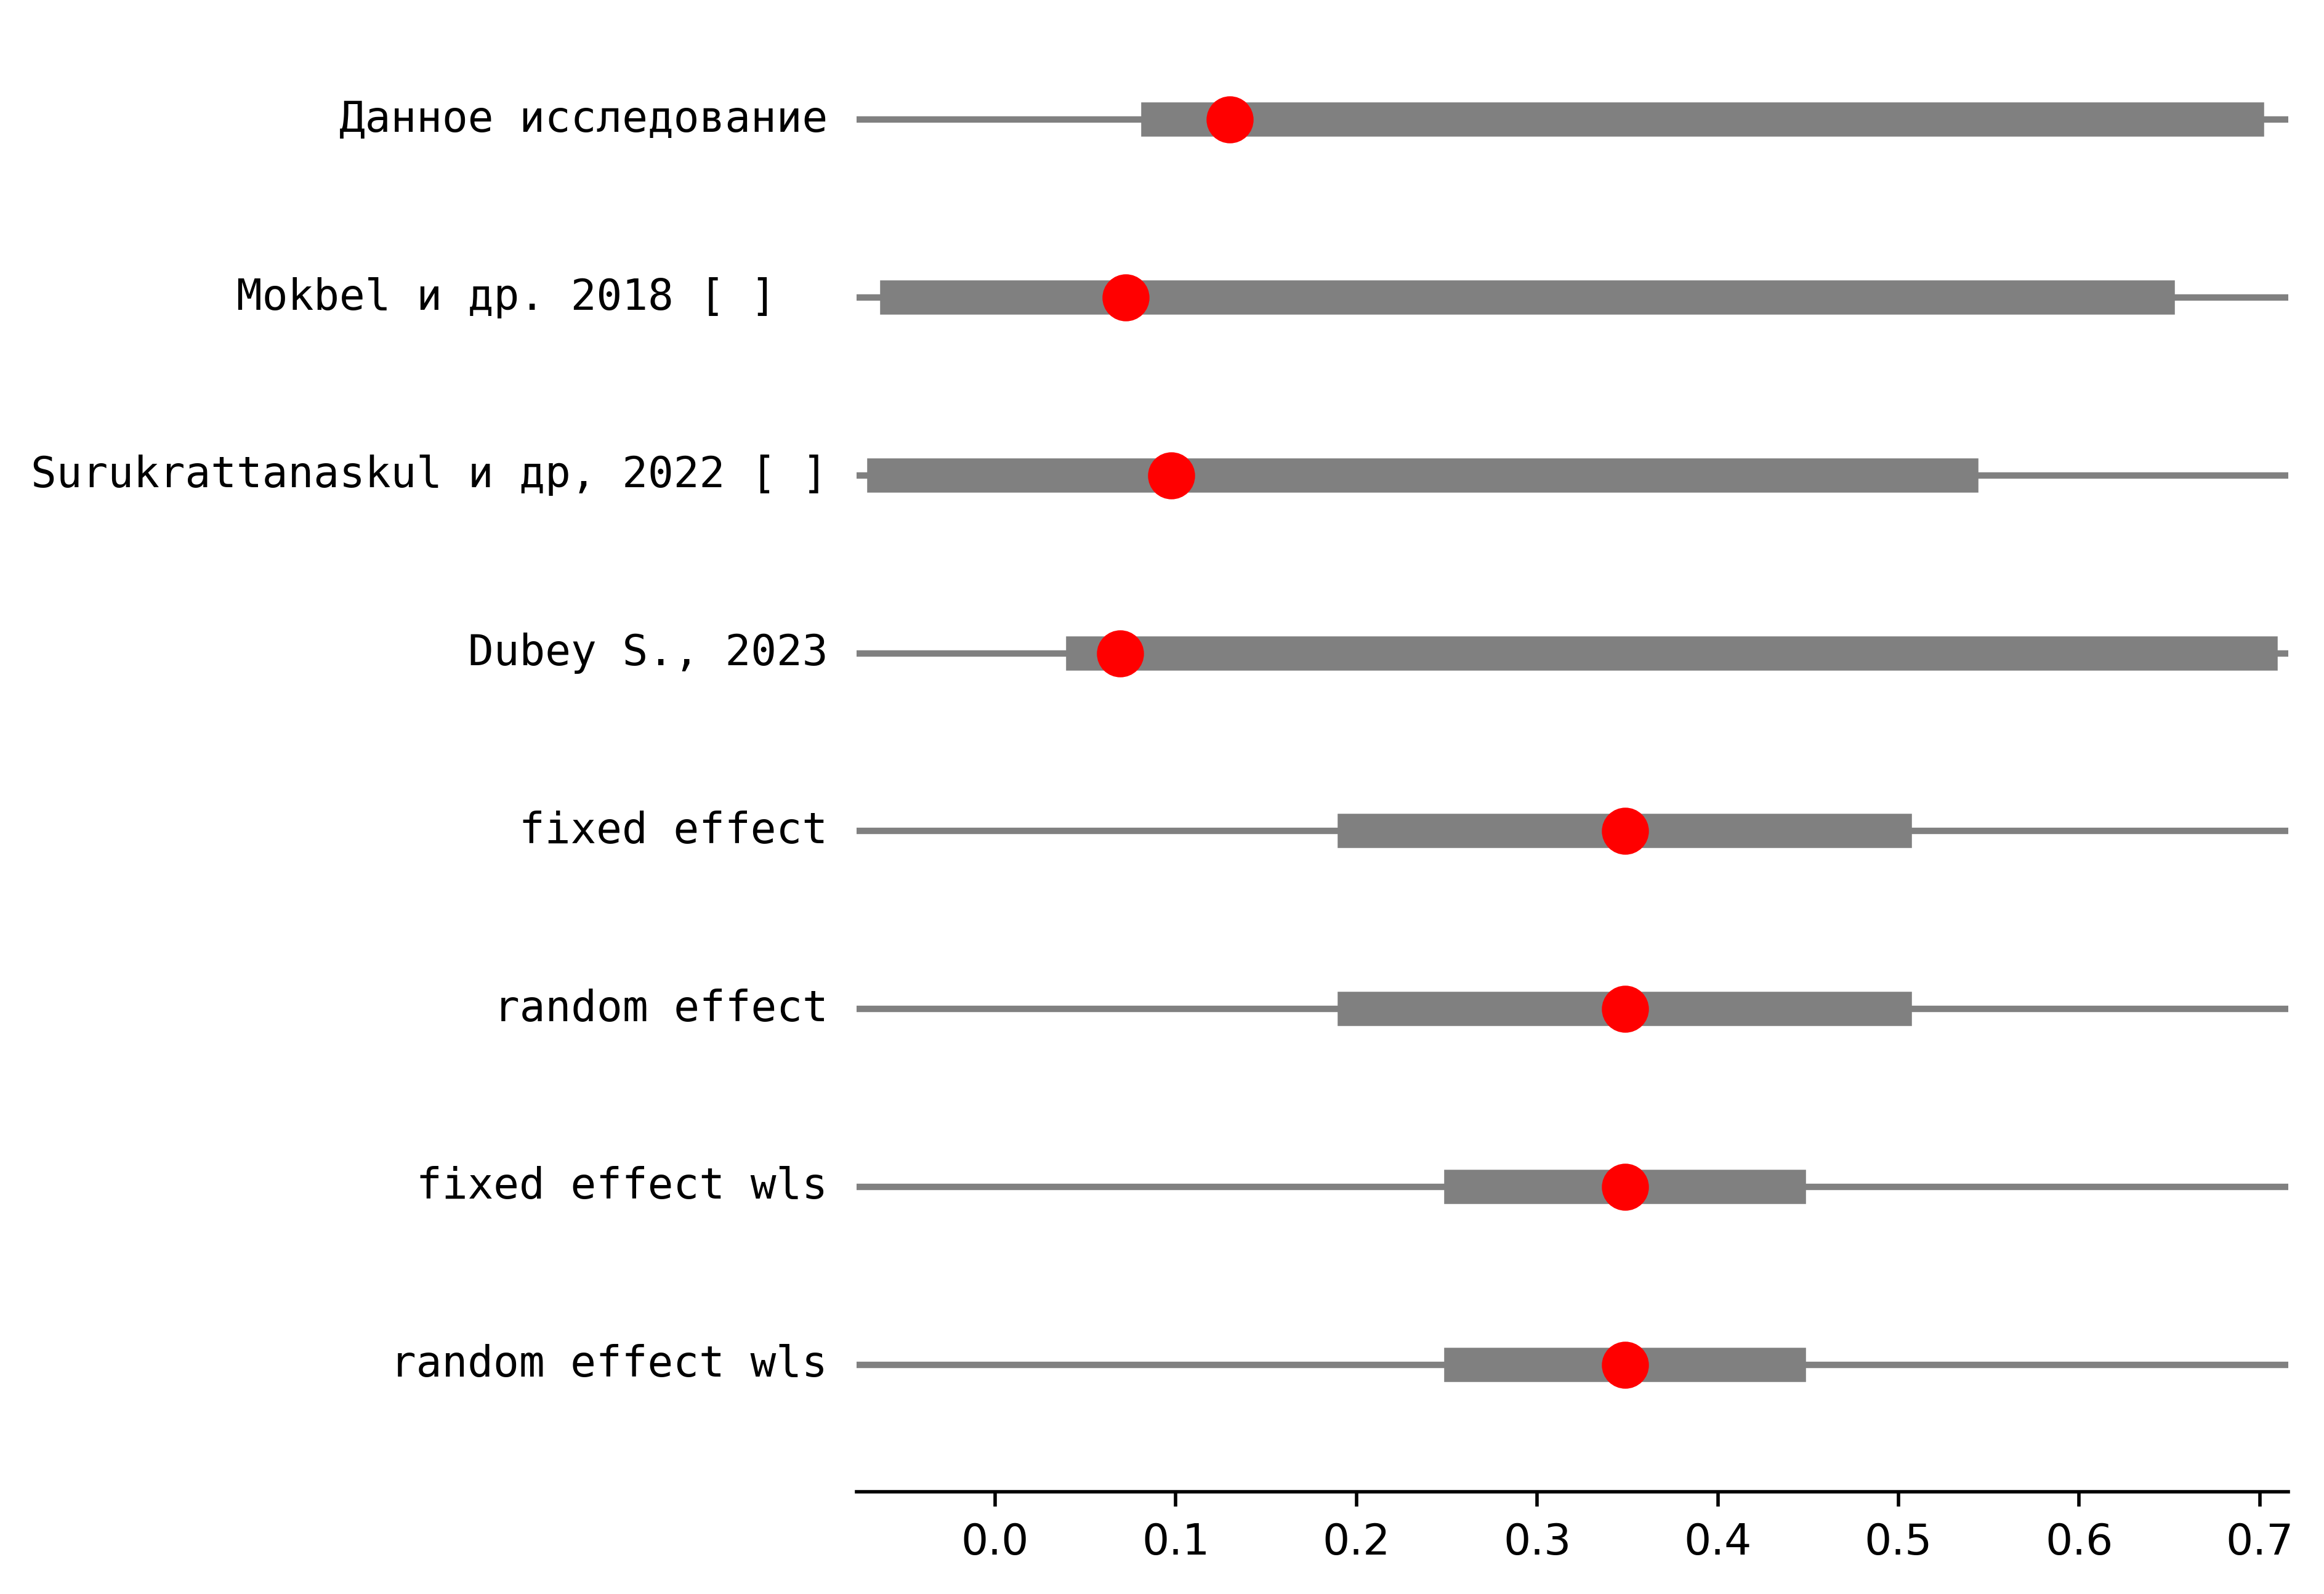 Данное исследование
Mokbel и др. 2018 [ ]
Surukrattanaskul и др, 2022 [ ]
Dubey S., 2023
fixed effect
random effect
fixed effect wls
random effect wls
0.0 0.1 0.2 0.3 0.4 0.5 0.6 0.7